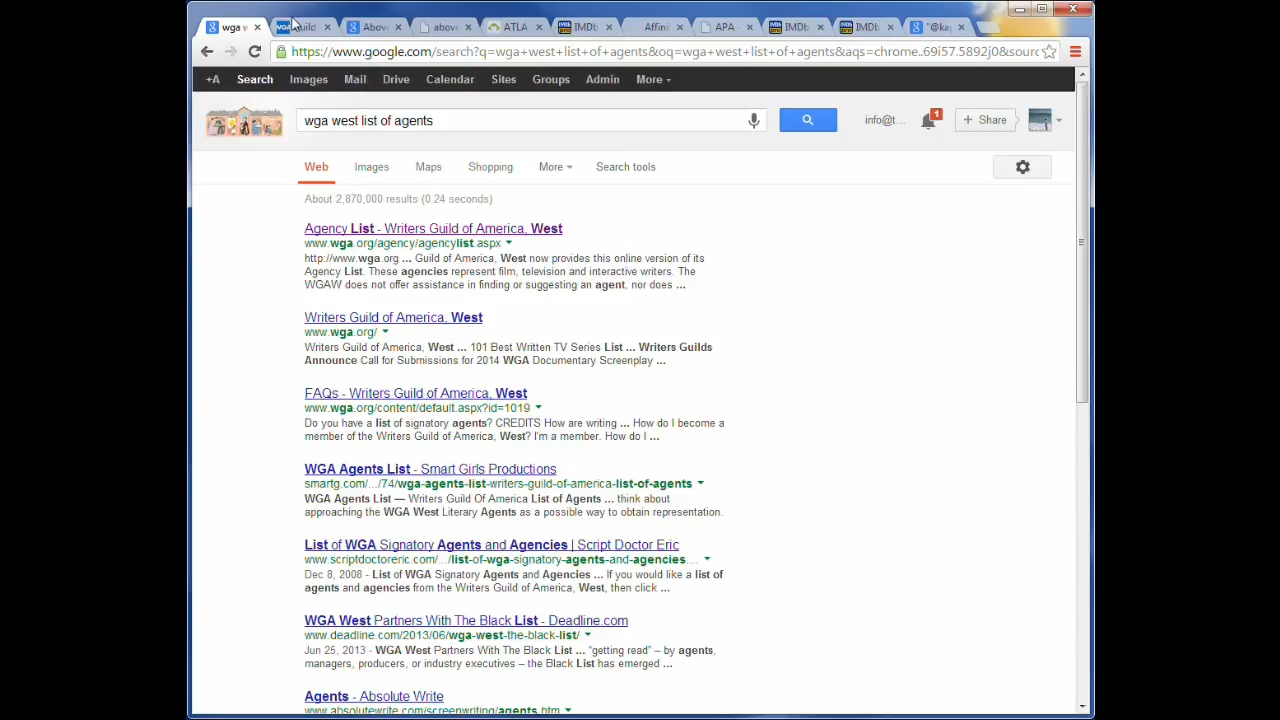 wga w
WGA Guild
Above
above
ATLA
IMDb
Affini
APA -
IMDb
IMDb
"@ka
https://www.google.com/search?q=wga+west+list+of+agents&oq=wga+west+list+of+agents&aqs=chrome..69i57.5892j0&sourc
+A Search Images Mail Drive Calendar Sites Groups Admin More
wga west list of agents
info@t...
1
+ Share
Web Images Maps Shopping More Search tools
About 2,870,000 results (0.24 seconds)
Agency List - Writers Guild of America, West
www.wga.org/agency/agencylist.aspx
http://www.wga.org ... Guild of America, West now provides this online version of its
Agency List. These agencies represent film, television and interactive writers. The
WGAW does not offer assistance in finding or suggesting an agent, nor does ...
Writers Guild of America, West
www.wga.org/
Writers Guild of America, West ... 101 Best Written TV Series List ... Writers Guilds
Announce Call for Submissions for 2014 WGA Documentary Screenplay ...
FAQs - Writers Guild of America, West
www.wga.org/content/default.aspx?id=1019
Do you have a list of signatory agents? CREDITS How are writing ... How do I become a
member of the Writers Guild of America, West? I'm a member. How do I ...
WGA Agents List - Smart Girls Productions
smartg.com/.../74/wga-agents-list-writers-guild-of-america-list-of-agents
WGA Agents List — Writers Guild Of America List of Agents ... think about
approaching the WGA West Literary Agents as a possible way to obtain representation.
List of WGA Signatory Agents and Agencies | Script Doctor Eric
www.scriptdoctoreric.com/.../list-of-wga-signatory-agents-and-agencies....
Dec 8, 2008 - List of WGA Signatory Agents and Agencies ... If you would like a list of
agents and agencies from the Writers Guild of America, West, then click ...
WGA West Partners With The Black List - Deadline.com
www.deadline.com/2013/06/wga-west-the-black-list/
Jun 25, 2013 - WGA West Partners With The Black List ... “getting read” – by agents,
managers, producers, or industry executives – the Black List has emerged ...
Agents - Absolute Write
www.absolutewrite.com/screenwriting/agents.htm